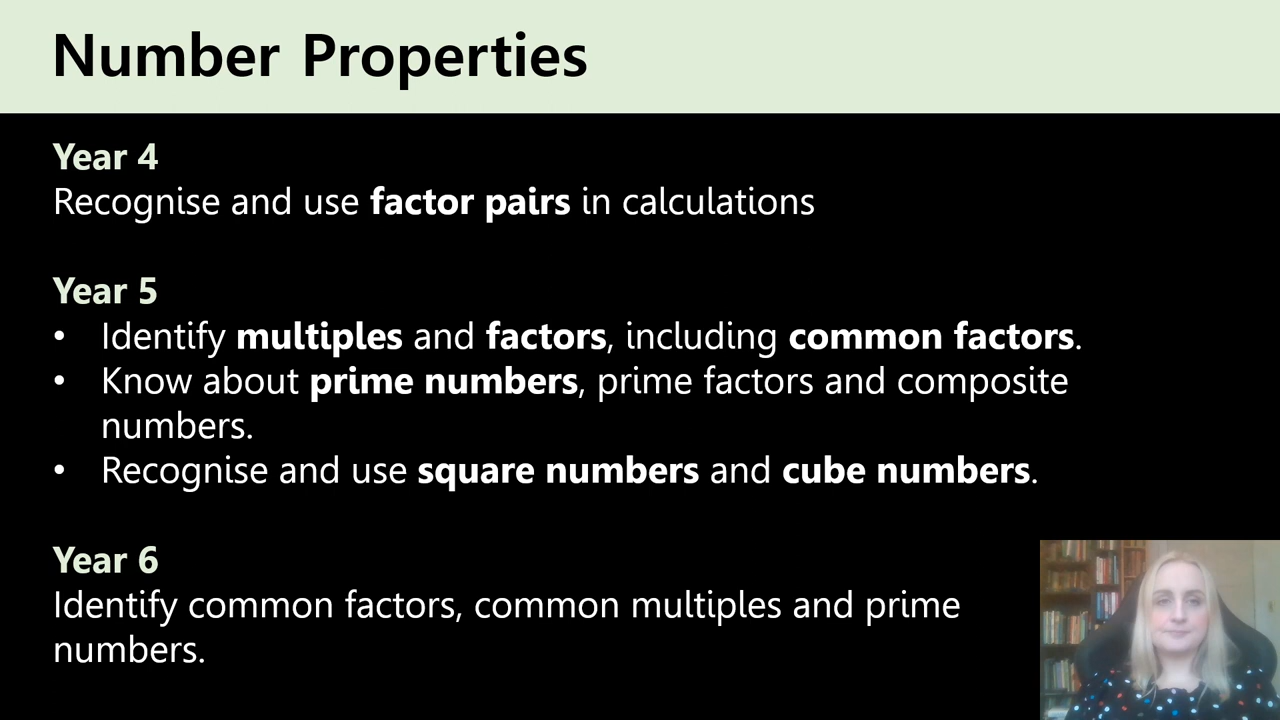 Number Properties
Year 4
Recognise and use factor pairs in calculations
Year 5
• Identify multiples and factors, including common factors.
• Know about prime numbers, prime factors and composite
numbers.
• Recognise and use square numbers and cube numbers.
Year 6
Identify common factors, common multiples and prime
numbers.